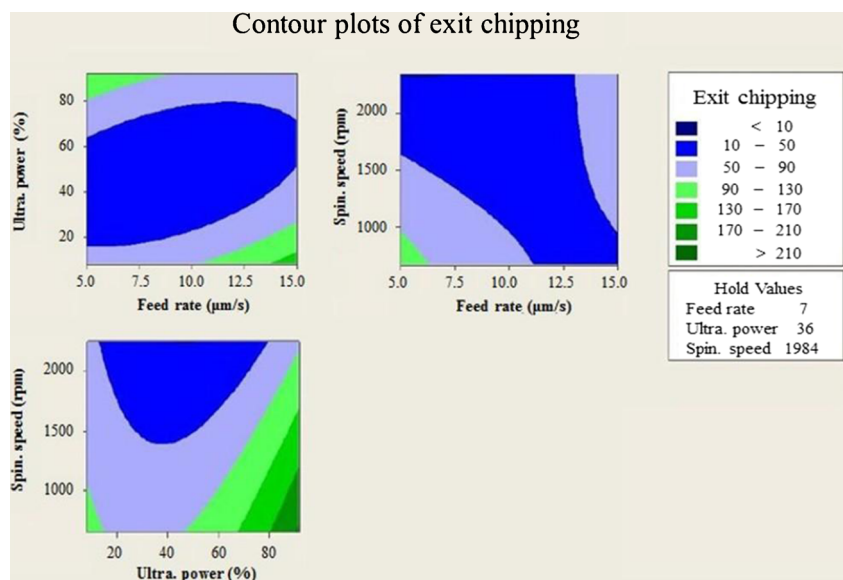 Contour plots of exit chipping
Ultra. power (%)
80
60
40
20
5.0 7.5 10.0 12.5 15.0
Feed rate (µm/s)
Spin. speed (rpm)
2000
1500
1000
5.0 7.5 10.0 12.5 15.0
Feed rate (µm/s)
Exit chipping
< 10
10 – 50
50 – 90
90 – 130
130 – 170
170 – 210
> 210
Hold Values
Feed rate 7
Ultra. power 36
Spin. speed 1984
Spin. speed (rpm)
2000
1500
1000
20 40 60 80
Ultra. power (%)